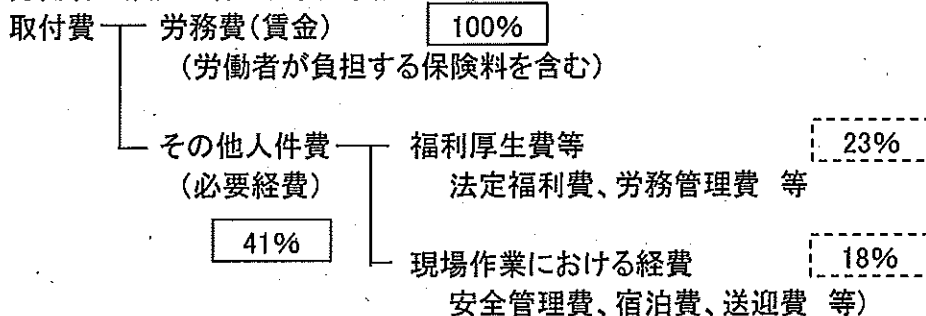 取付費 労務費(賃金) 100%
(労働者が負担する保険料を含む)
その他人件費 福利厚生費等 23%
(必要経費) 法定福利費、労務管理費 等
41%
現場作業における経費 18%
安全管理費、宿泊費、送迎費 等)